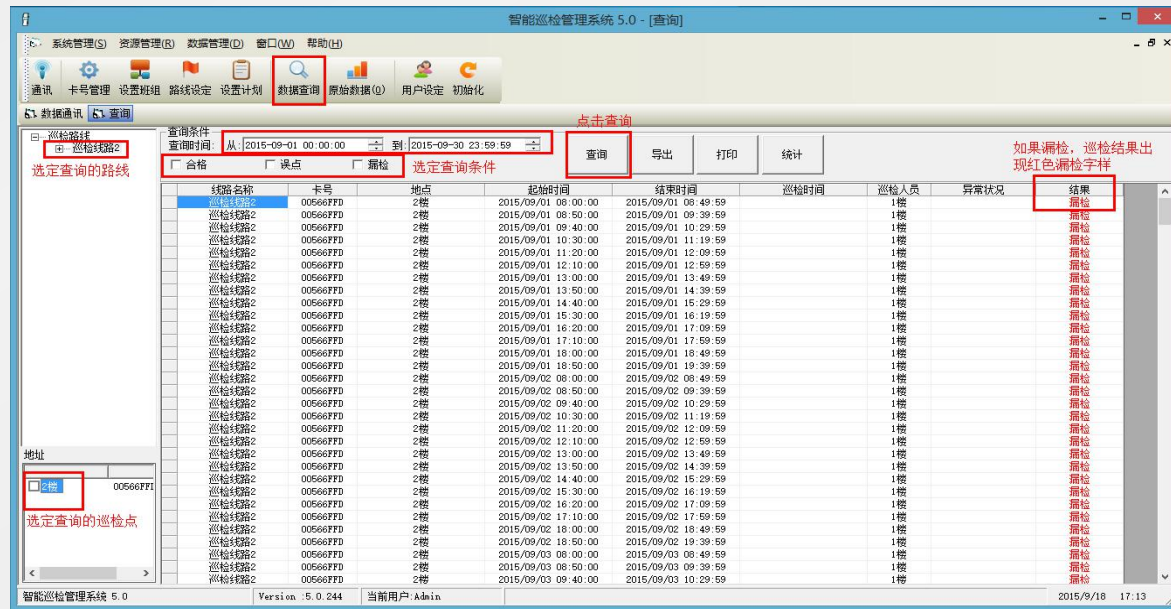 智能巡检管理系统 5.0 - [查询]
系统管理(S) 资源管理(R) 数据管理(D) 窗口(W) 帮助(H)
通讯 卡号管理 设置班组 路线设定 设置计划 数据查询 原始数据(O) 用户设定 初始化
数据通讯 查询
点击查询
巡检路线
巡检线路2
选定查询的路线
查询条件
查询时间: 从: 2015-09-01 00:00:00 到: 2015-09-30 23:59:59
合格 误点 漏检 选定查询条件
查询 导出 打印 统计
如果漏检，巡检结果出
现红色漏检字样
线路名称 卡号 地点 起始时间 结束时间 巡检时间 巡检人员 异常状况 结果
巡检线路2 00566FFD 2楼 2015/09/01 08:00:00 2015/09/01 08:49:59 1楼 漏检
巡检线路2 00566FFD 2楼 2015/09/01 08:50:00 2015/09/01 09:39:59 1楼 漏检
巡检线路2 00566FFD 2楼 2015/09/01 09:40:00 2015/09/01 10:29:59 1楼 漏检
巡检线路2 00566FFD 2楼 2015/09/01 10:30:00 2015/09/01 11:19:59 1楼 漏检
巡检线路2 00566FFD 2楼 2015/09/01 11:20:00 2015/09/01 12:09:59 1楼 漏检
巡检线路2 00566FFD 2楼 2015/09/01 12:10:00 2015/09/01 12:59:59 1楼 漏检
巡检线路2 00566FFD 2楼 2015/09/01 13:00:00 2015/09/01 13:49:59 1楼 漏检
巡检线路2 00566FFD 2楼 2015/09/01 13:50:00 2015/09/01 14:39:59 1楼 漏检
巡检线路2 00566FFD 2楼 2015/09/01 14:40:00 2015/09/01 15:29:59 1楼 漏检
巡检线路2 00566FFD 2楼 2015/09/01 15:30:00 2015/09/01 16:19:59 1楼 漏检
巡检线路2 00566FFD 2楼 2015/09/01 16:20:00 2015/09/01 17:09:59 1楼 漏检
巡检线路2 00566FFD 2楼 2015/09/01 17:10:00 2015/09/01 17:59:59 1楼 漏检
巡检线路2 00566FFD 2楼 2015/09/01 18:00:00 2015/09/01 18:49:59 1楼 漏检
巡检线路2 00566FFD 2楼 2015/09/01 18:50:00 2015/09/01 19:39:59 1楼 漏检
巡检线路2 00566FFD 2楼 2015/09/02 08:00:00 2015/09/02 08:49:59 1楼 漏检
巡检线路2 00566FFD 2楼 2015/09/02 08:50:00 2015/09/02 09:39:59 1楼 漏检
巡检线路2 00566FFD 2楼 2015/09/02 09:40:00 2015/09/02 10:29:59 1楼 漏检
巡检线路2 00566FFD 2楼 2015/09/02 10:30:00 2015/09/02 11:19:59 1楼 漏检
巡检线路2 00566FFD 2楼 2015/09/02 11:20:00 2015/09/02 12:09:59 1楼 漏检
巡检线路2 00566FFD 2楼 2015/09/02 12:10:00 2015/09/02 12:59:59 1楼 漏检
巡检线路2 00566FFD 2楼 2015/09/02 13:00:00 2015/09/02 13:49:59 1楼 漏检
巡检线路2 00566FFD 2楼 2015/09/02 13:50:00 2015/09/02 14:39:59 1楼 漏检
巡检线路2 00566FFD 2楼 2015/09/02 14:40:00 2015/09/02 15:29:59 1楼 漏检
巡检线路2 00566FFD 2楼 2015/09/02 15:30:00 2015/09/02 16:19:59 1楼 漏检
巡检线路2 00566FFD 2楼 2015/09/02 16:20:00 2015/09/02 17:09:59 1楼 漏检
巡检线路2 00566FFD 2楼 2015/09/02 17:10:00 2015/09/02 17:59:59 1楼 漏检
巡检线路2 00566FFD 2楼 2015/09/02 18:00:00 2015/09/02 18:49:59 1楼 漏检
巡检线路2 00566FFD 2楼 2015/09/02 18:50:00 2015/09/02 19:39:59 1楼 漏检
巡检线路2 00566FFD 2楼 2015/09/03 08:00:00 2015/09/03 08:49:59 1楼 漏检
巡检线路2 00566FFD 2楼 2015/09/03 08:50:00 2015/09/03 09:39:59 1楼 漏检
巡检线路2 00566FFD 2楼 2015/09/03 09:40:00 2015/09/03 10:29:59 1楼 漏检
地址
2楼 00566FFI
选定查询的巡检点
智能巡检管理系统 5.0 Version :5.0.244 当前用户:Admin 2015/9/18 17:13